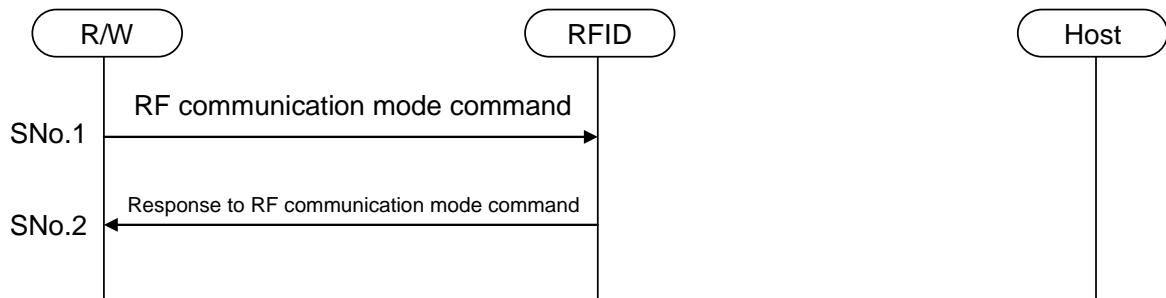 R/W
RFID
Host
RF communication mode command
SNo.1
Response to RF communication mode command
SNo.2